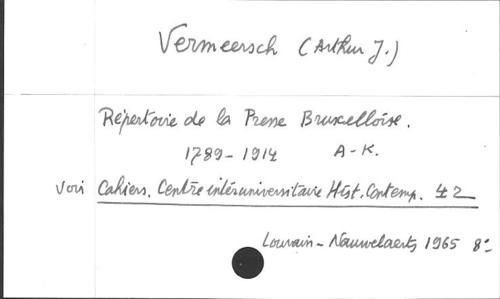 Vermeersch (Arthur J.)
Répertoire de la Presse Bruxelloise.
1789-1914 A-K.
Voir Cahiers. Centre interuniversitaire Hist. Contemp. 42
Louvain - Nauwelaerts 1965 8°